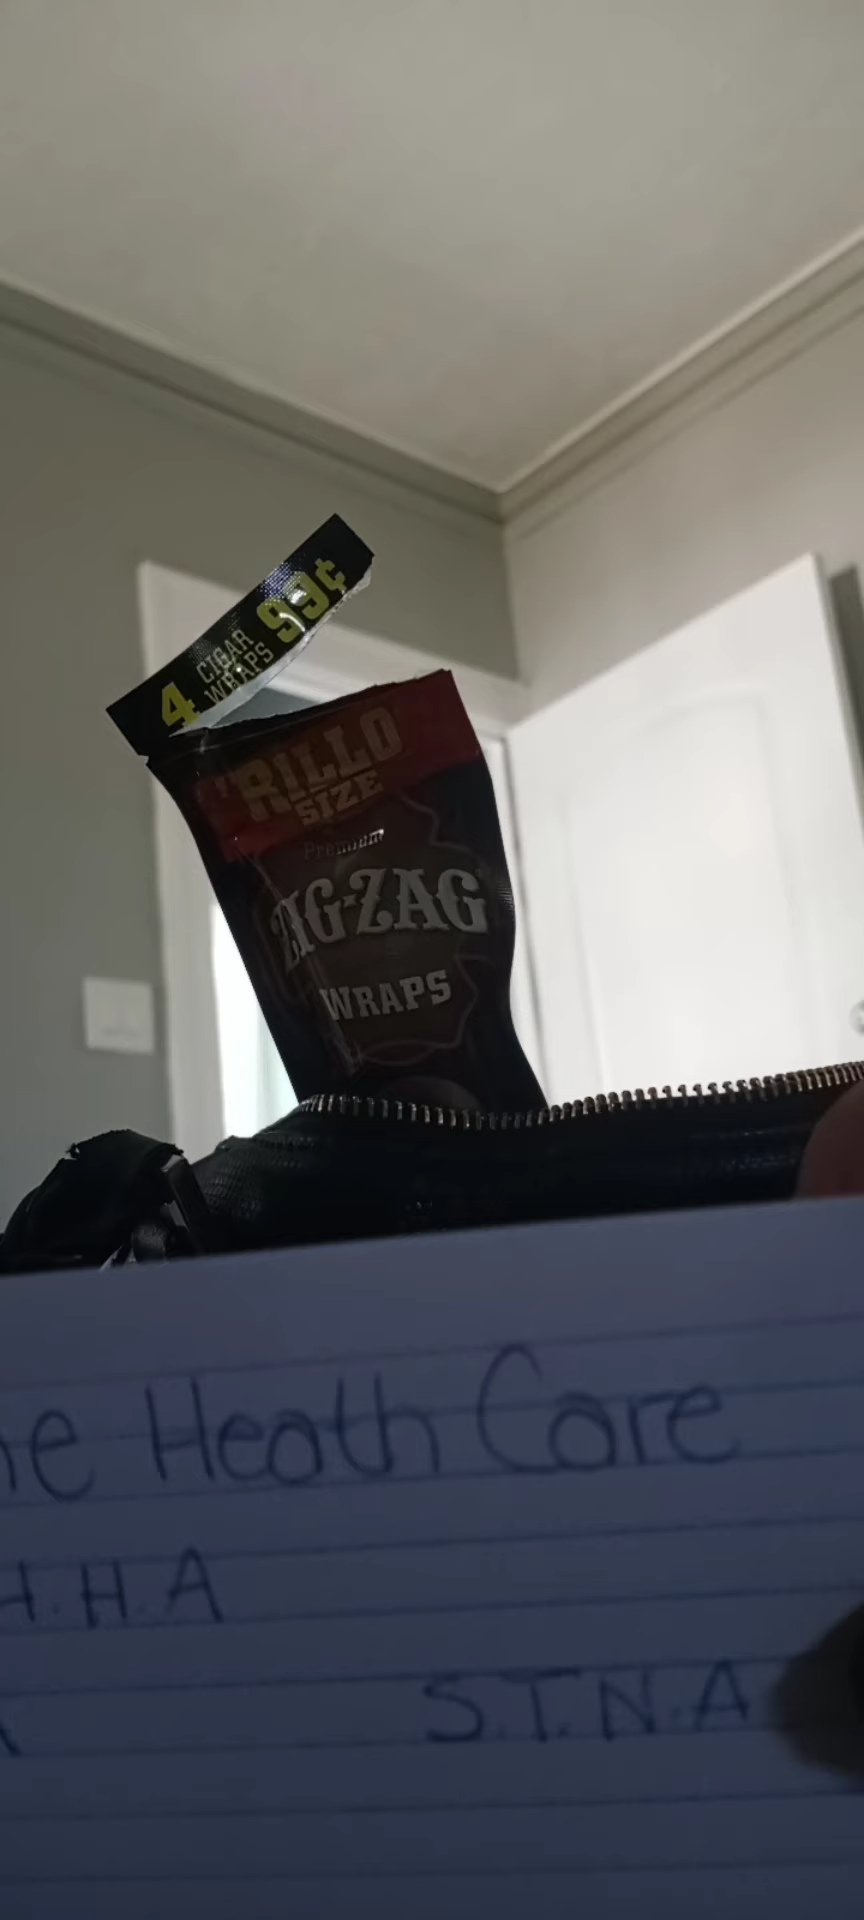 4 CIGAR WRAPS 99¢
'RILLO
SIZE
Premium
ZIG-ZAG
WRAPS
Heath Care
H.H.A
S.T.N.A